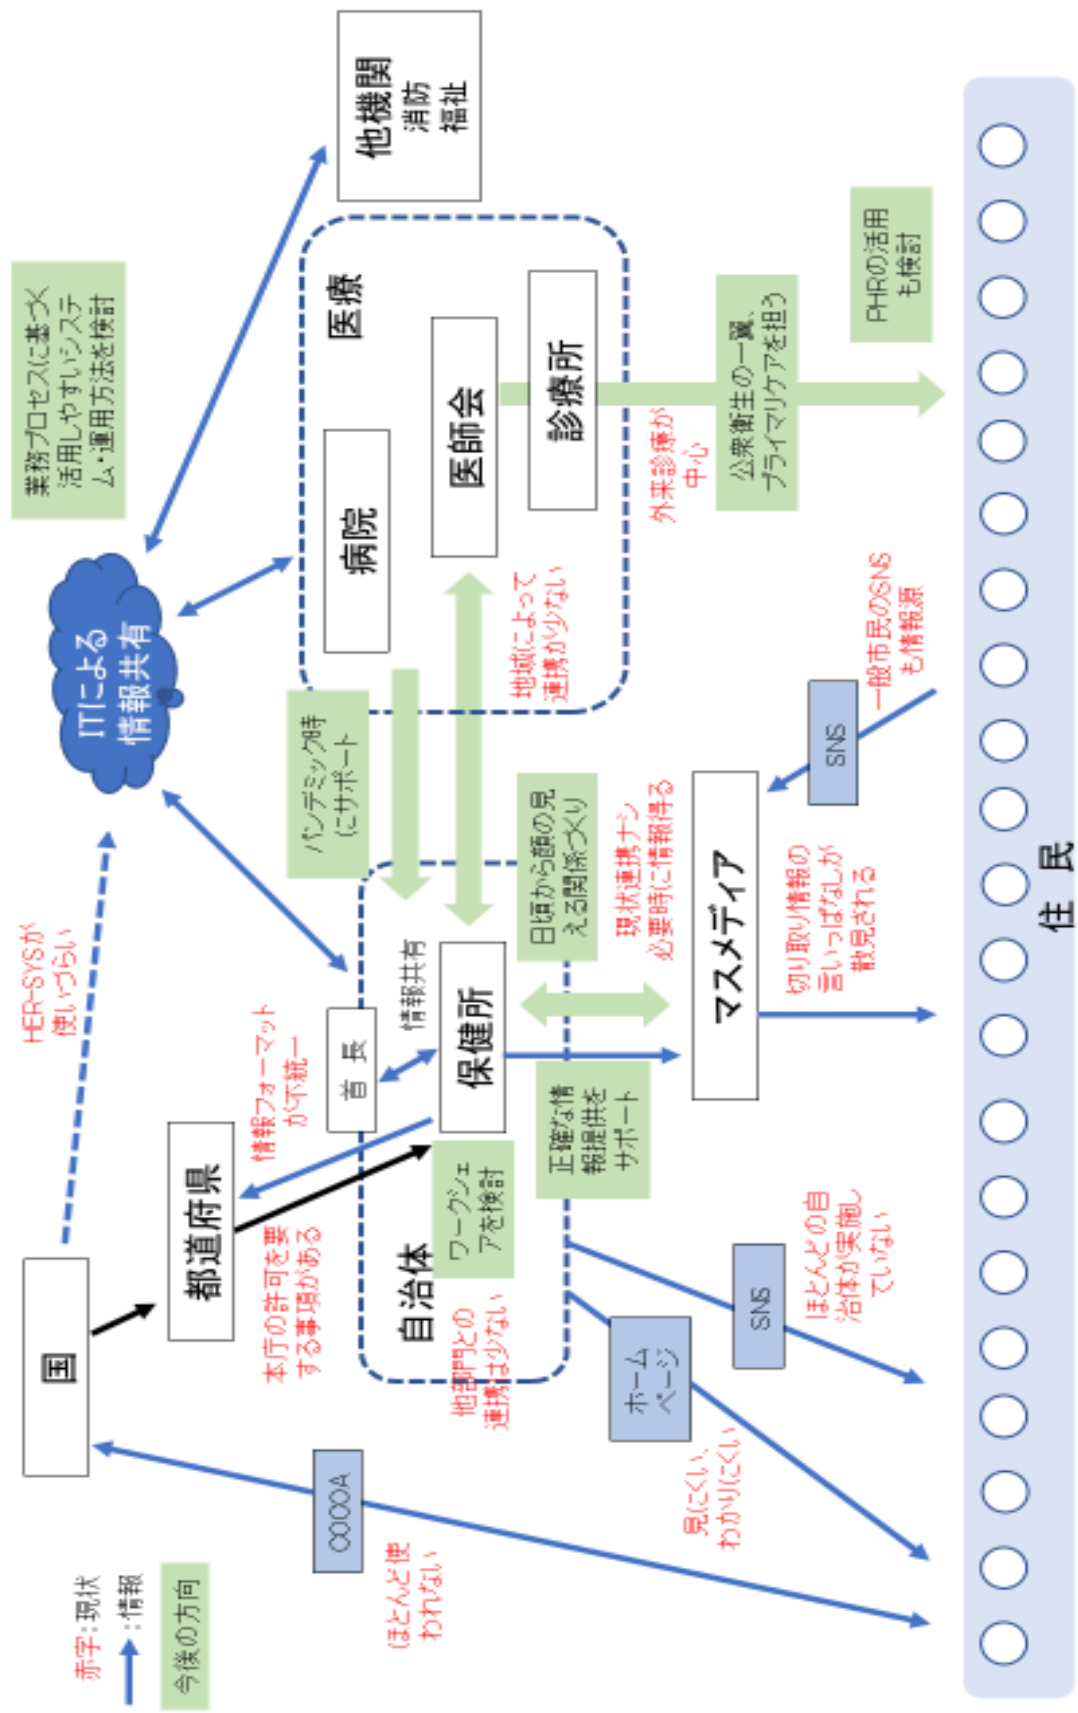 赤字：現状
：情報
今後の方向
国
都道府県
HER-SYSが
使いづらい
ITによる
情報共有
業務プロセスに基づく
活用しやすいシステ
ム・運用方法を検討
他機関
消防
福祉
情報フォーマット
が不統一
本庁の許可を要
する事項がある
首長
情報共有
保健所
自治体
ワークシェ
アを検討
他部門との
連携は少ない
パンデミック時
にサポート
医療
病院
医師会
診療所
地域によって
連携が少ない
日頃から顔の見
える関係づくり
外来診療が
中心
公衆衛生の一翼、
プライマリケアを担う
PHRの活用
も検討
正確な情
報提供を
サポート
現状連携ナシ
必要時に情報得る
マスメディア
SNS
一般市民のSNS
も情報源
切り取り情報の
言いっぱなしが
散見される
COCOA
ほとんど使
われない
ホーム
ページ
見にくい、
わかりにくい
SNS
ほとんどの自
治体が実施し
ていない
住民